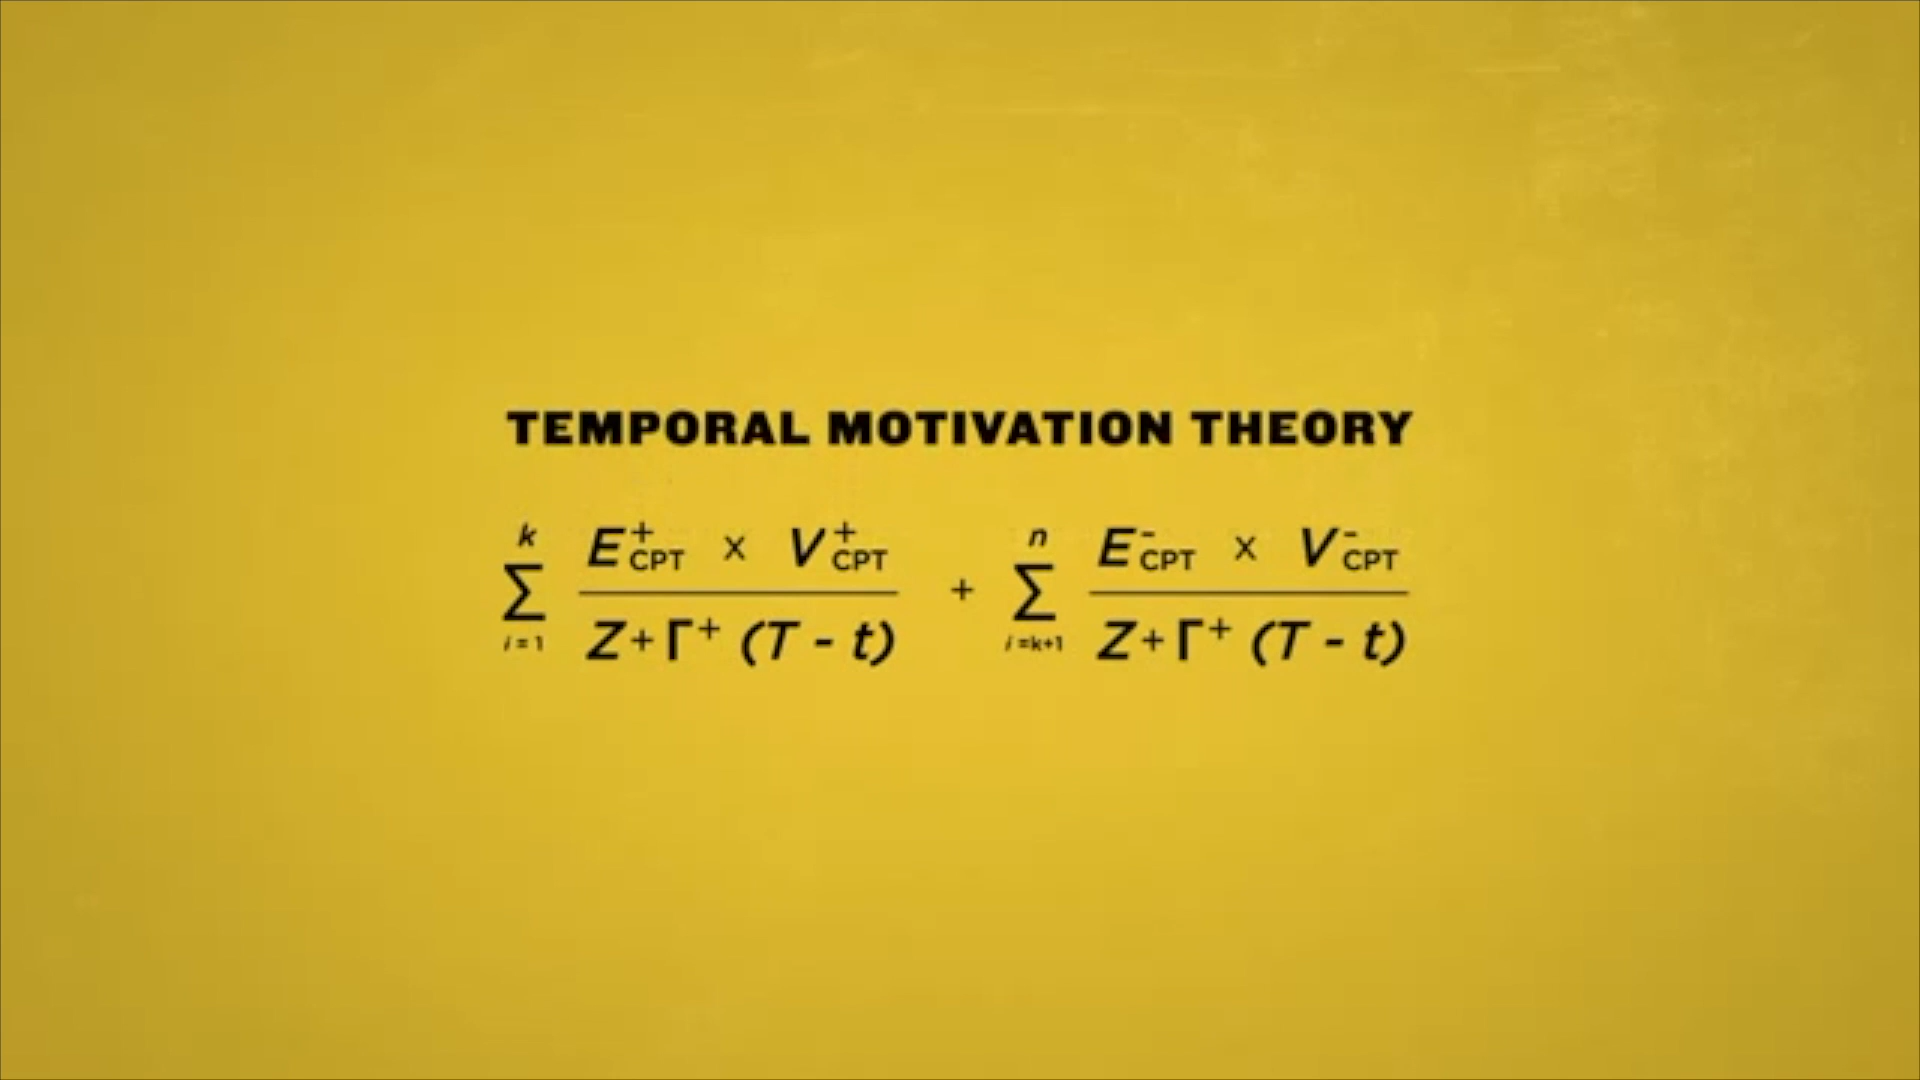 TEMPORAL MOTIVATION THEORY
k ∑ i = 1 E⁺CPT x V⁺CPT / Z + Γ⁺ (T - t) + n ∑ i =k+1 E⁻CPT x V⁻CPT / Z + Γ⁺ (T - t)